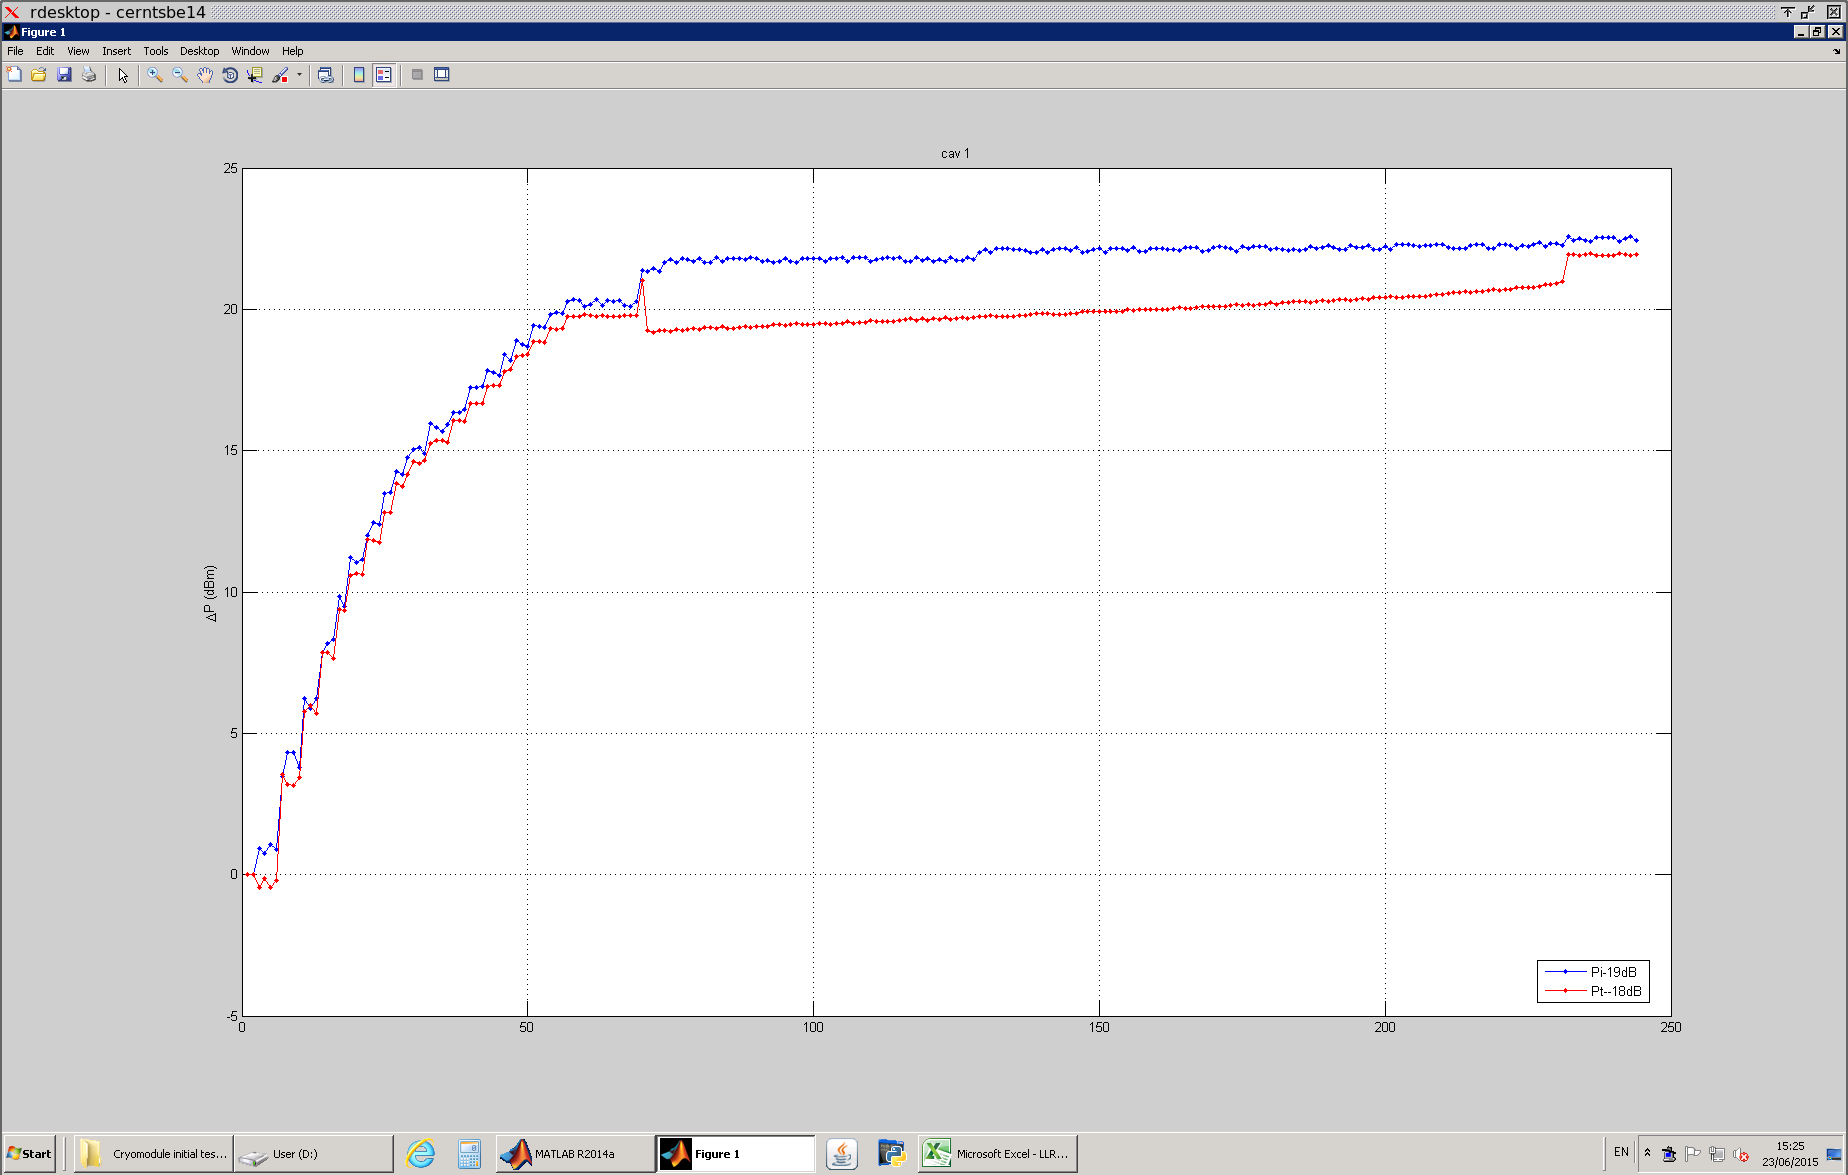 rdesktop - cerntsbe14
Figure 1
File Edit View Insert Tools Desktop Window Help
cav 1
25
20
15
10
5
0
-5
ΔP (dBm)
0 50 100 150 200 250
Pi-19dB
Pt--18dB
Start Cryomodule initial tes... User (D:) MATLAB R2014a Figure 1 Microsoft Excel - LLR... EN 15:25
23/06/2015